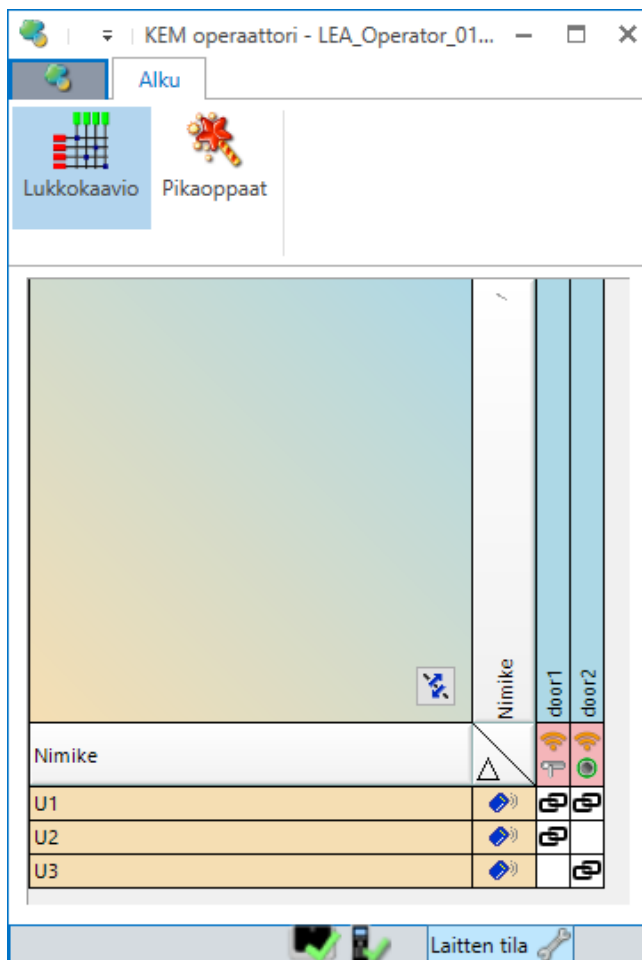 KEM operaattori - LEA_Operator_01...
Alku
Lukkokaavio
Pikaoppaat
Nimike
door1
door2
Nimike
U1
U2
U3
Laitten tila